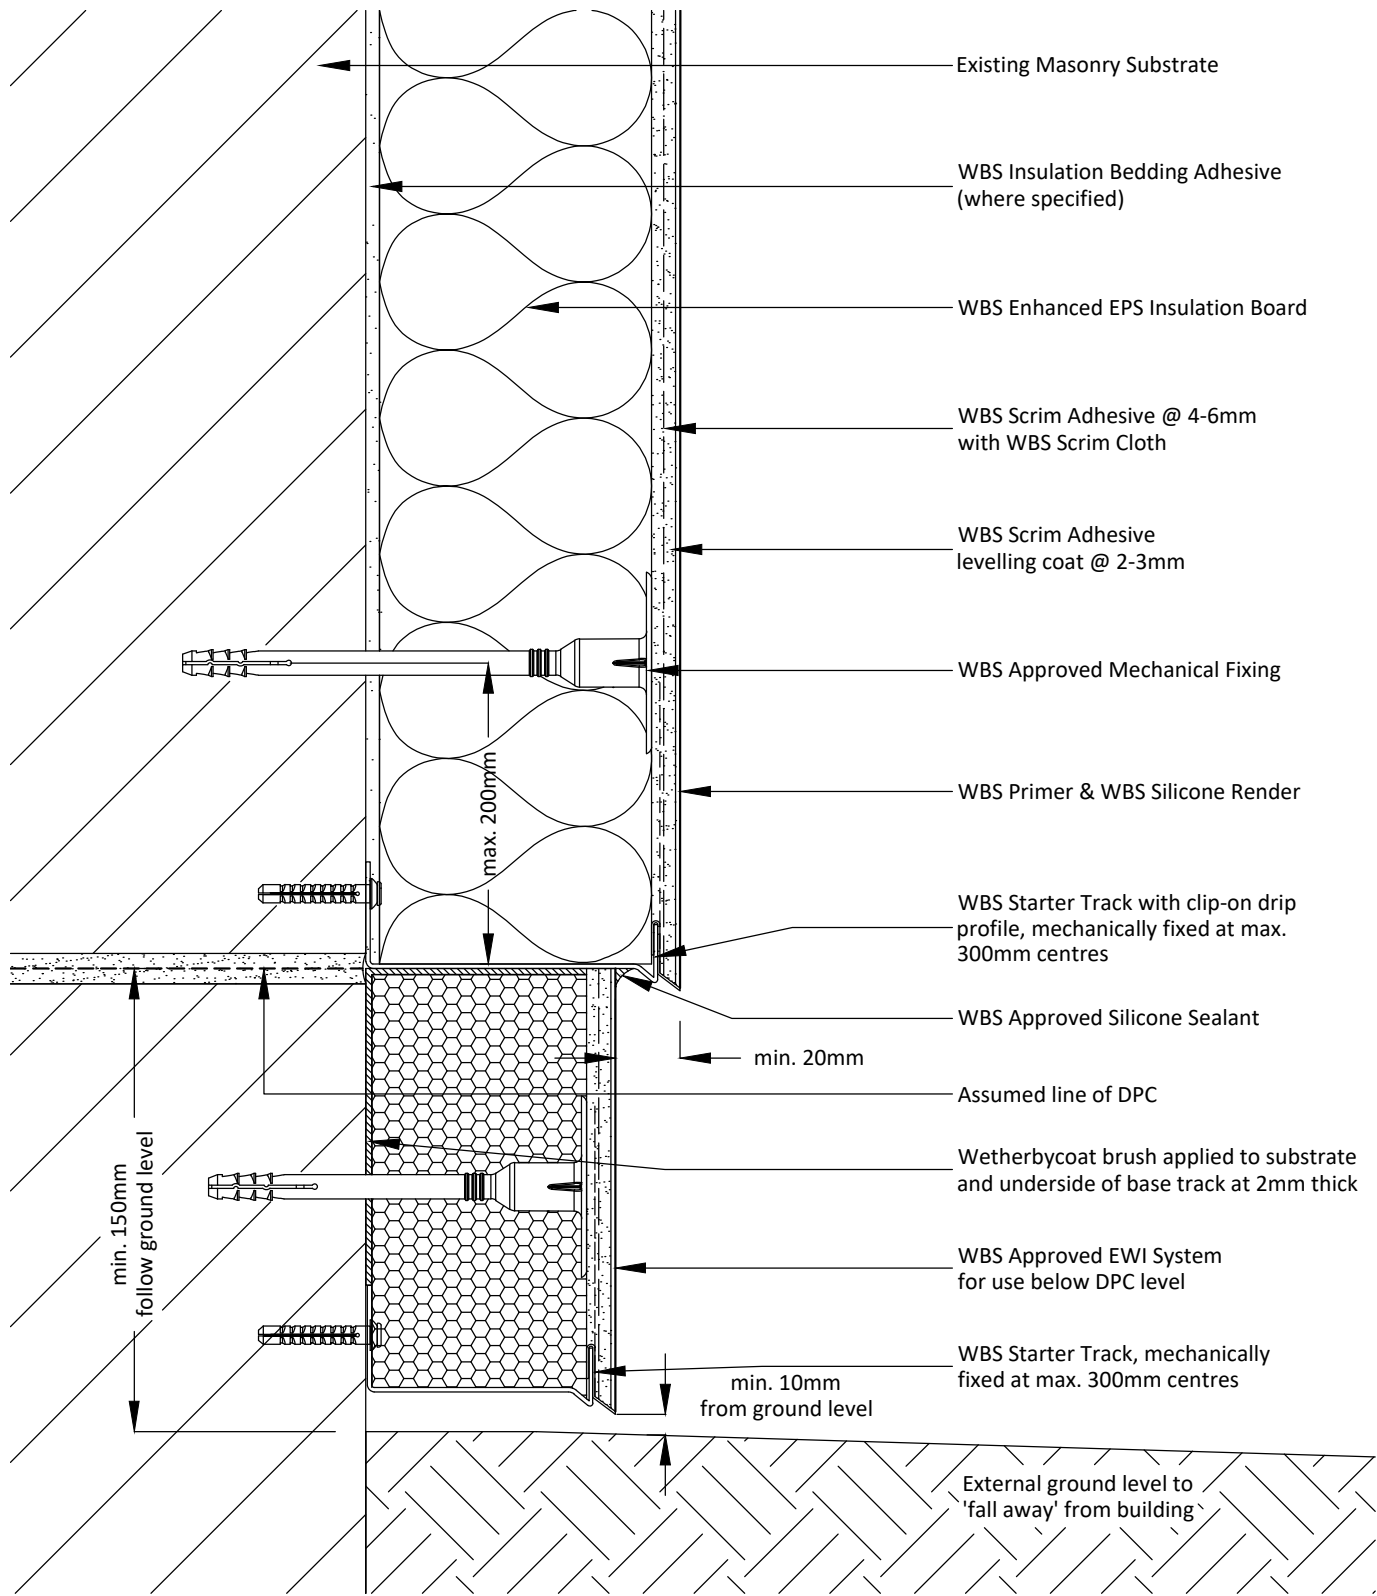 Existing Masonry Substrate
WBS Insulation Bedding Adhesive
(where specified)
WBS Enhanced EPS Insulation Board
WBS Scrim Adhesive @ 4-6mm
with WBS Scrim Cloth
WBS Scrim Adhesive
levelling coat @ 2-3mm
WBS Approved Mechanical Fixing
max. 200mm
WBS Primer & WBS Silicone Render
WBS Starter Track with clip-on drip
profile, mechanically fixed at max.
300mm centres
WBS Approved Silicone Sealant
min. 20mm
Assumed line of DPC
Wetherbycoat brush applied to substrate
and underside of base track at 2mm thick
min. 150mm
follow ground level
WBS Approved EWI System
for use below DPC level
WBS Starter Track, mechanically
fixed at max. 300mm centres
min. 10mm
from ground level
External ground level to
'fall away' from building